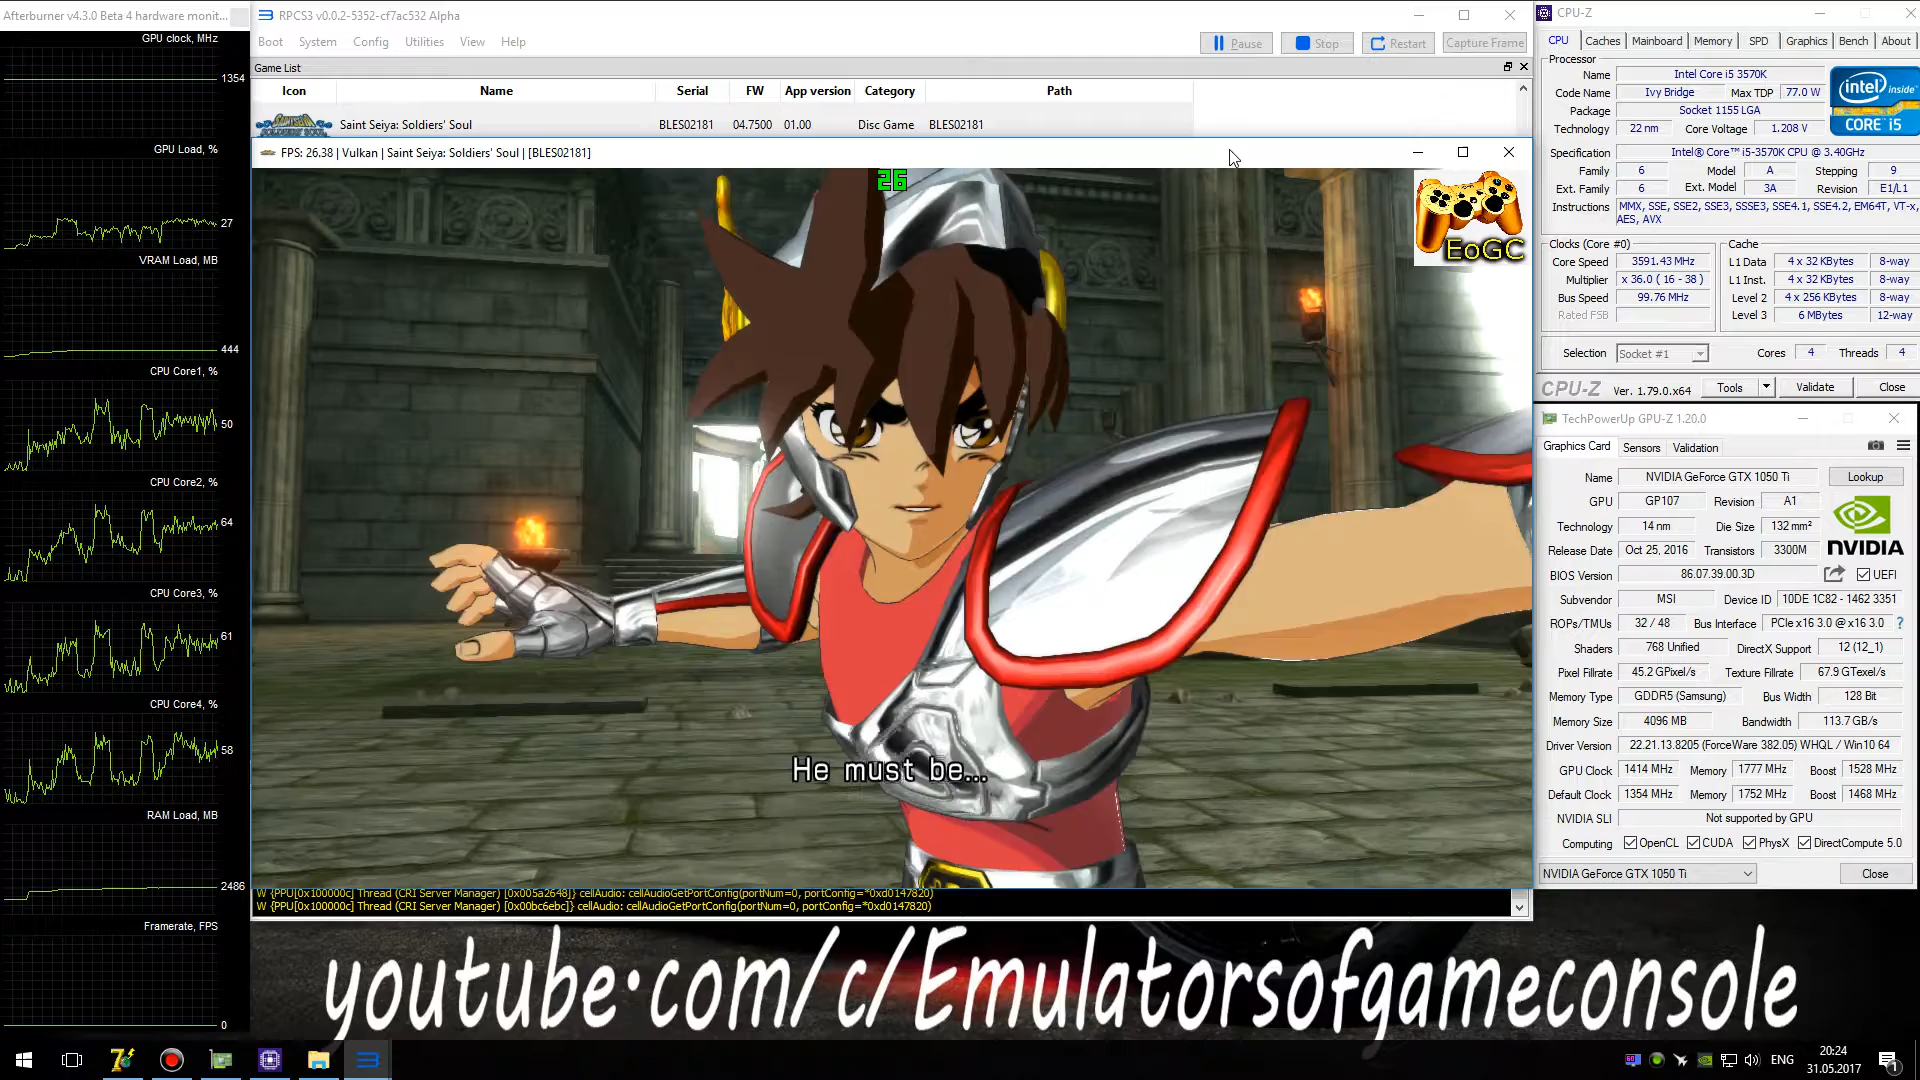 Afterburner v4.3.0 Beta 4 hardware monit...
GPU clock, MHz
1354
GPU Load, %
27
VRAM Load, MB
444
CPU Core1, %
50
CPU Core2, %
64
CPU Core3, %
61
CPU Core4, %
58
RAM Load, MB
2486
Framerate, FPS
0
RPCS3 v0.0.2-5352-cf7ac532 Alpha
Boot System Config Utilities View Help
Pause Stop Restart Capture Frame
Game List
Icon Name Serial FW App version Category Path
Saint Seiya: Soldiers' Soul BLES02181 04.7500 01.00 Disc Game BLES02181
FPS: 26.38 | Vulkan | Saint Seiya: Soldiers' Soul | [BLES02181]
26
EoGC
He must be...
W {PPU[0x100000c] Thread (CRI Server Manager) [0x005a2648]} cellAudio: cellAudioGetPortConfig(portNum=0, portConfig=*0xd0147820)
W {PPU[0x100000c] Thread (CRI Server Manager) [0x00bc6ebc]} cellAudio: cellAudioGetPortConfig(portNum=0, portConfig=*0xd0147820)
CPU-Z
CPU Caches Mainboard Memory SPD Graphics Bench About
Processor
Name Intel Core i5 3570K
Code Name Ivy Bridge Max TDP 77.0 W
Package Socket 1155 LGA
Technology 22 nm Core Voltage 1.208 V
intel inside
CORE i5
Specification Intel® Core™ i5-3570K CPU @ 3.40GHz
Family 6 Model A Stepping 9
Ext. Family 6 Ext. Model 3A Revision E1/L1
Instructions MMX, SSE, SSE2, SSE3, SSSE3, SSE4.1, SSE4.2, EM64T, VT-x,
AES, AVX
Clocks (Core #0) Cache
Core Speed 3591.43 MHz L1 Data 4 x 32 KBytes 8-way
Multiplier x 36.0 ( 16 - 38 ) L1 Inst. 4 x 32 KBytes 8-way
Bus Speed 99.76 MHz Level 2 4 x 256 KBytes 8-way
Rated FSB Level 3 6 MBytes 12-way
Selection Socket #1 Cores 4 Threads 4
CPU-Z Ver. 1.79.0.x64 Tools Validate Close
TechPowerUp GPU-Z 1.20.0
Graphics Card Sensors Validation
Name NVIDIA GeForce GTX 1050 Ti Lookup
GPU GP107 Revision A1
Technology 14 nm Die Size 132 mm²
Release Date Oct 25, 2016 Transistors 3300M
NVIDIA
BIOS Version 86.07.39.00.3D UEFI
Subvendor MSI Device ID 10DE 1C82 - 1462 3351
ROPs/TMUs 32 / 48 Bus Interface PCIe x16 3.0 @ x16 3.0 ?
Shaders 768 Unified DirectX Support 12 (12_1)
Pixel Fillrate 45.2 GPixel/s Texture Fillrate 67.9 GTexel/s
Memory Type GDDR5 (Samsung) Bus Width 128 Bit
Memory Size 4096 MB Bandwidth 113.7 GB/s
Driver Version 22.21.13.8205 (ForceWare 382.05) WHQL / Win10 64
GPU Clock 1414 MHz Memory 1777 MHz Boost 1528 MHz
Default Clock 1354 MHz Memory 1752 MHz Boost 1468 MHz
NVIDIA SLI Not supported by GPU
Computing OpenCL CUDA PhysX DirectCompute 5.0
NVIDIA GeForce GTX 1050 Ti Close
youtube.com/c/Emulatorsofgameconsole
ENG 20:24
31.05.2017
1